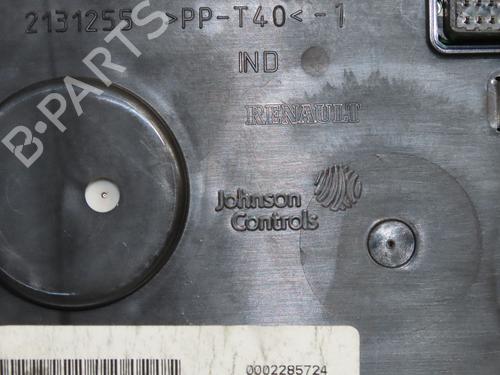 2131255 >PP-T40<-1
IND
RENAULT
B-PARTS
Johnson
Controls
0002285724